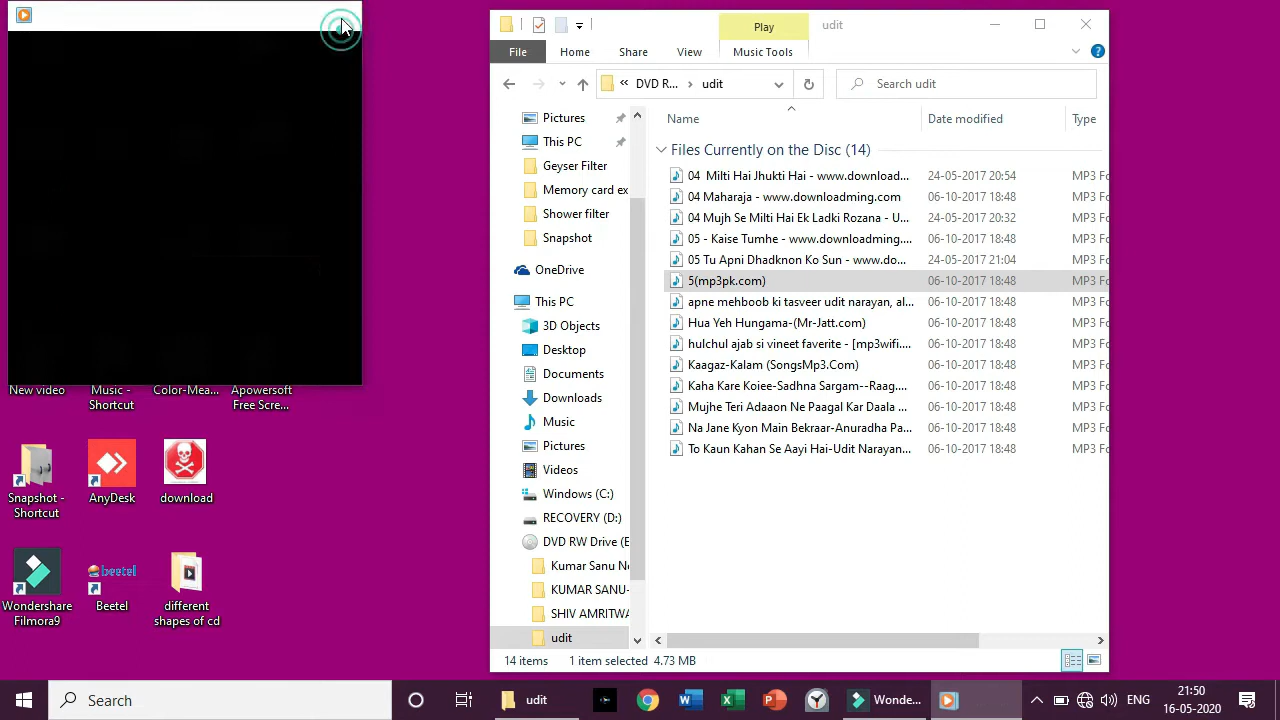 Play
udit
File
Home
Share
View
Music Tools
DVD R...
udit
Search udit
Pictures
This PC
Geyser Filter
Memory card ex
Shower filter
Snapshot
OneDrive
This PC
3D Objects
Desktop
Documents
Downloads
Music
Pictures
Videos
Windows (C:)
RECOVERY (D:)
DVD RW Drive (E
Kumar Sanu Ne
KUMAR SANU-
SHIV AMRITWA
udit
Name
Date modified
Type
Files Currently on the Disc (14)
04 Milti Hai Jhukti Hai - www.download... 24-05-2017 20:54 MP3 Fo
04 Maharaja - www.downloadming.com 06-10-2017 18:48 MP3 Fo
04 Mujh Se Milti Hai Ek Ladki Rozana - U... 24-05-2017 20:32 MP3 Fo
05 - Kaise Tumhe - www.downloadming.... 06-10-2017 18:48 MP3 Fo
05 Tu Apni Dhadknon Ko Sun - www.do... 24-05-2017 21:04 MP3 Fo
5(mp3pk.com) 06-10-2017 18:48 MP3 Fo
apne mehboob ki tasveer udit narayan, al... 06-10-2017 18:48 MP3 Fo
Hua Yeh Hungama-(Mr-Jatt.com) 06-10-2017 18:48 MP3 Fo
hulchul ajab si vineet faverite - [mp3wifi.... 06-10-2017 18:48 MP3 Fo
Kaagaz-Kalam (SongsMp3.Com) 06-10-2017 18:48 MP3 Fo
Kaha Kare Koiee-Sadhna Sargam--Raag.... 06-10-2017 18:48 MP3 Fo
Mujhe Teri Adaaon Ne Paagal Kar Daala ... 06-10-2017 18:48 MP3 Fo
Na Jane Kyon Main Bekraar-Anuradha Pa... 06-10-2017 18:48 MP3 Fo
To Kaun Kahan Se Aayi Hai-Udit Narayan... 06-10-2017 18:48 MP3 Fo
14 items
1 item selected 4.73 MB
New video
Music -
Shortcut
Color-Mea...
Apowersoft
Free Scre...
Snapshot -
Shortcut
AnyDesk
download
Wondershare
Filmora9
beetel
Beetel
different
shapes of cd
Search
udit
Wonde...
ENG
21:50
16-05-2020